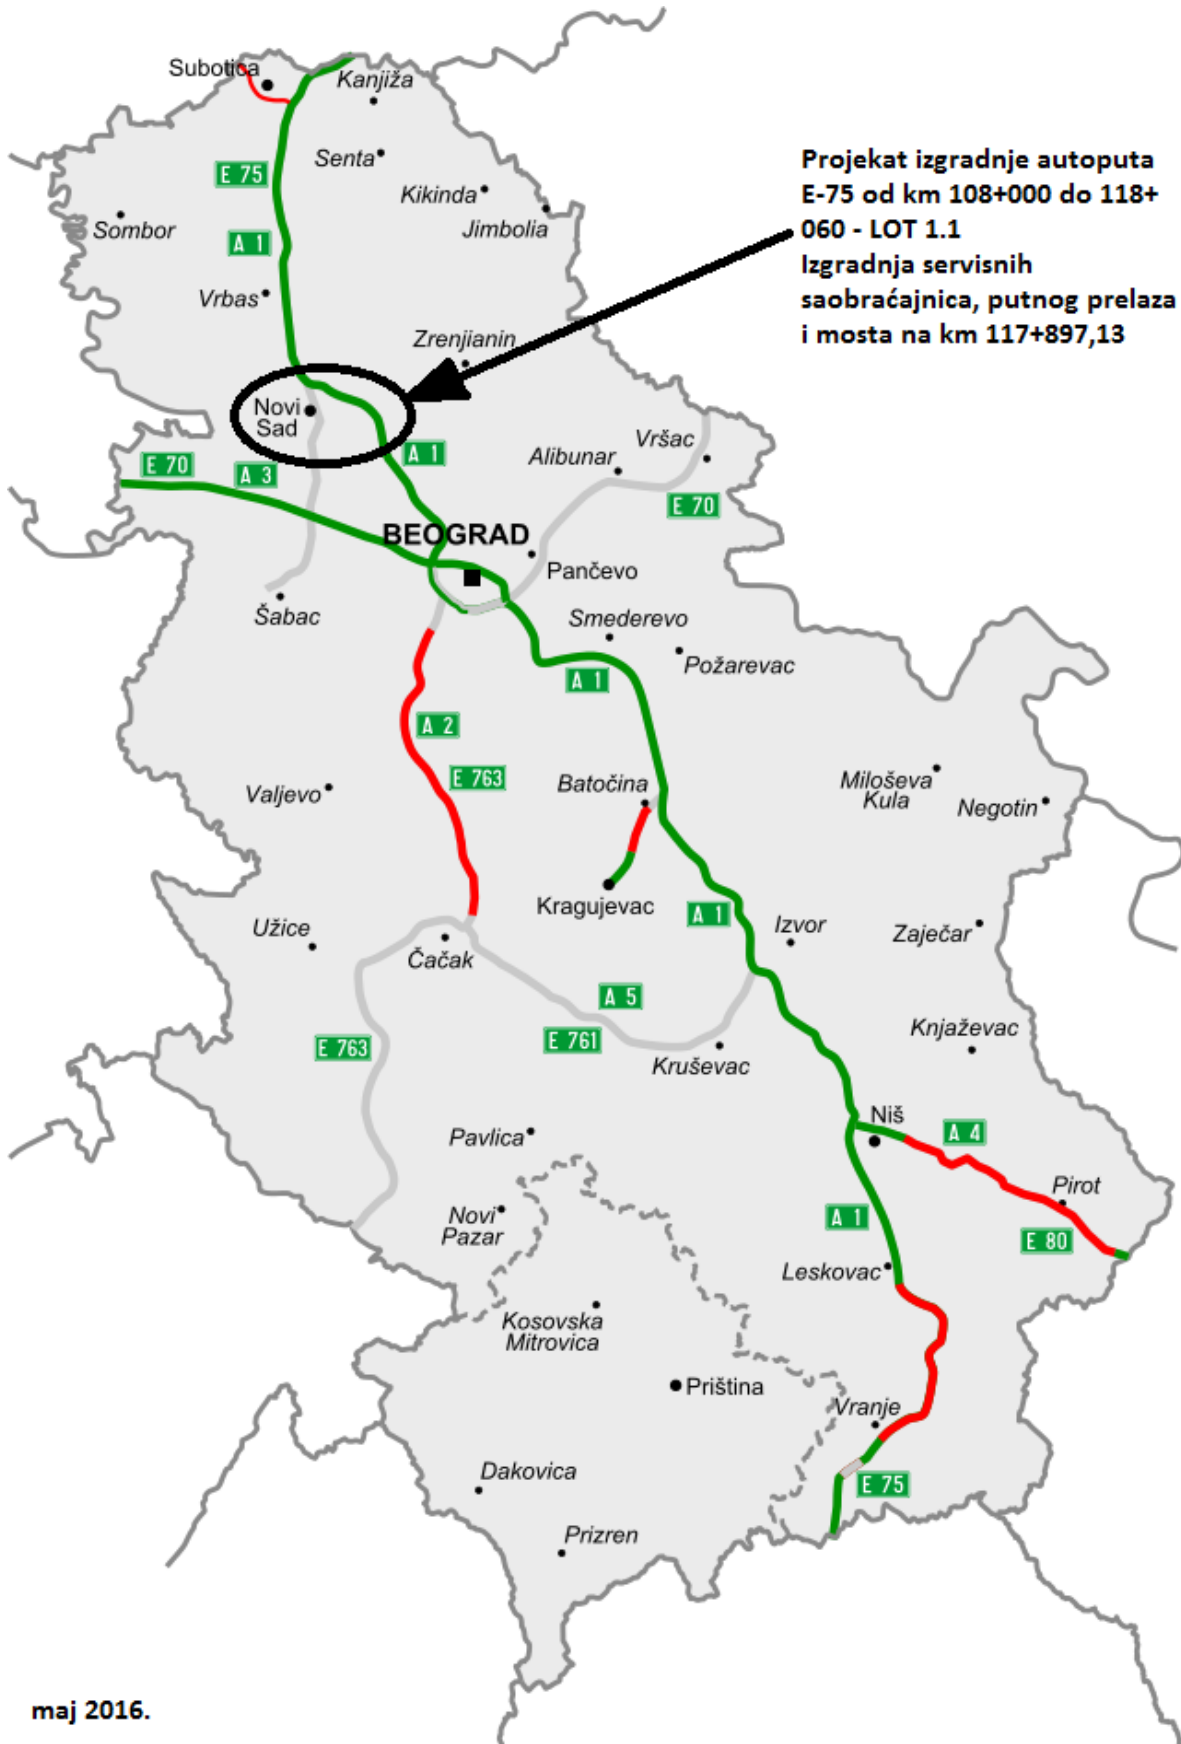 Subotica
Kanjiža
E 75
Senta
Kikinda
Jimbolia
Sombor
A 1
Vrbas
Projekat izgradnje autoputa
E-75 od km 108+000 do 118+
060 - LOT 1.1
Izgradnja servisnih
saobraćajnica, putnog prelaza
i mosta na km 117+897,13
Zrenjianin
Novi
Sad
E 70
A 3
A 1
Alibunar
Vršac
E 70
BEOGRAD
Pančevo
Šabac
Smederevo
Požarevac
A 1
A 2
E 763
Valjevo
Batočina
Miloševa
Kula
Negotin
Kragujevac
A 1
Užice
Čačak
Izvor
Zaječar
A 5
E 763
E 761
Kruševac
Knjaževac
Niš
A 4
Pavlica
Pirot
Novi
Pazar
A 1
E 80
Leskovac
Kosovska
Mitrovica
Priština
Vranje
Dakovica
E 75
Prizren
maj 2016.